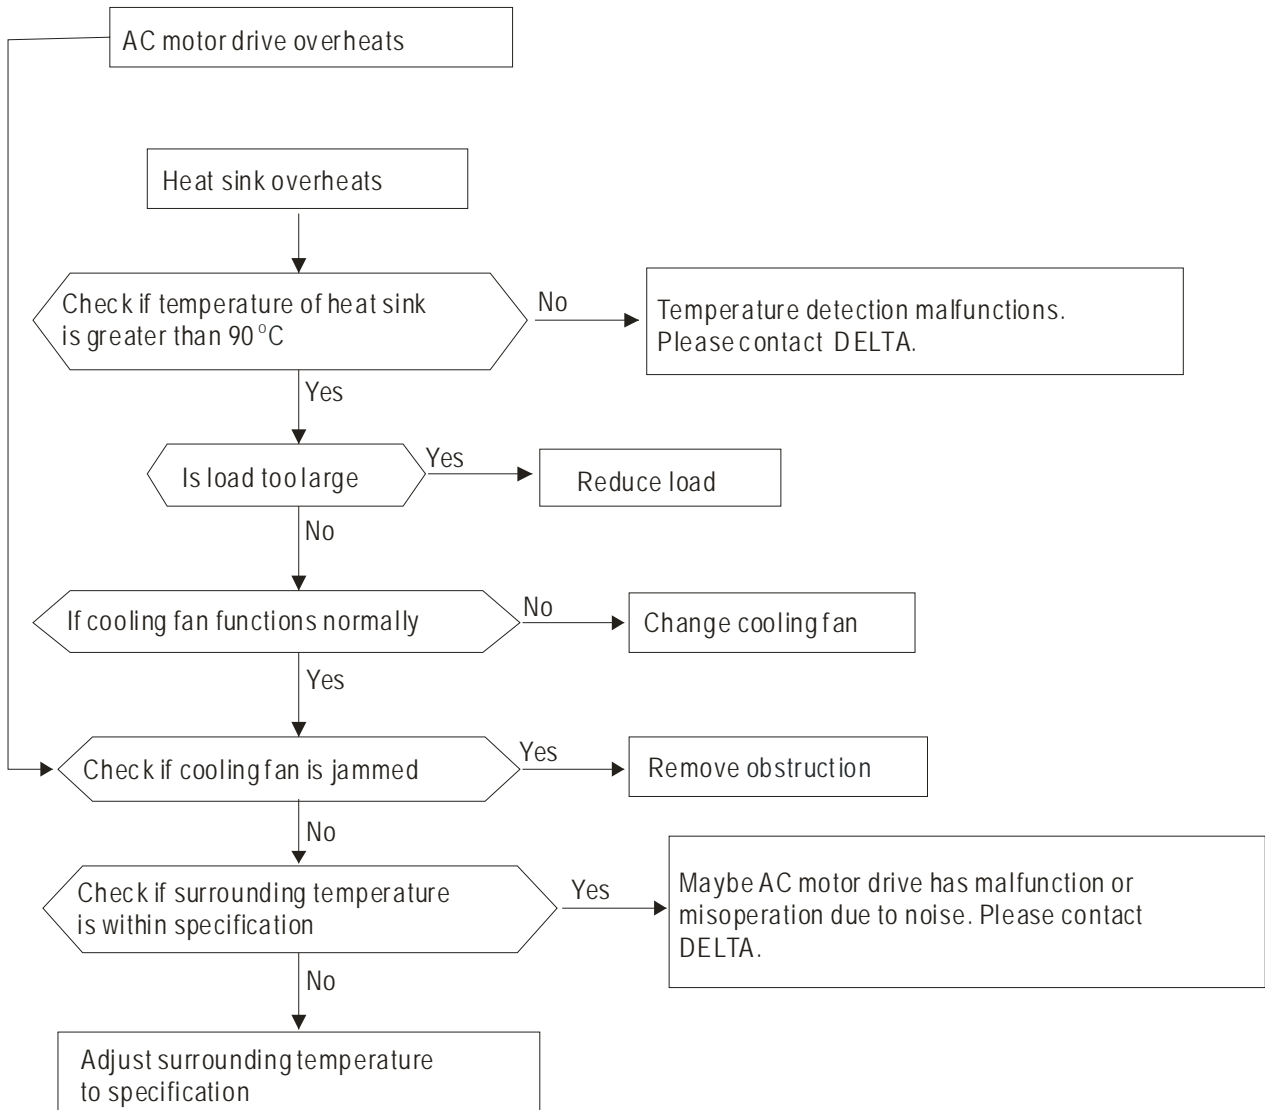 AC motor drive overheats
Heat sink overheats
Check if temperature of heat sink
is greater than 90°C
No
Temperature detection malfunctions.
Please contact DELTA.
Yes
Is load too large
Yes
Reduce load
No
If cooling fan functions normally
No
Change cooling fan
Yes
Check if cooling fan is jammed
Yes
Remove obstruction
No
Check if surrounding temperature
is within specification
Yes
Maybe AC motor drive has malfunction or
misoperation due to noise. Please contact
DELTA.
No
Adjust surrounding temperature
to specification